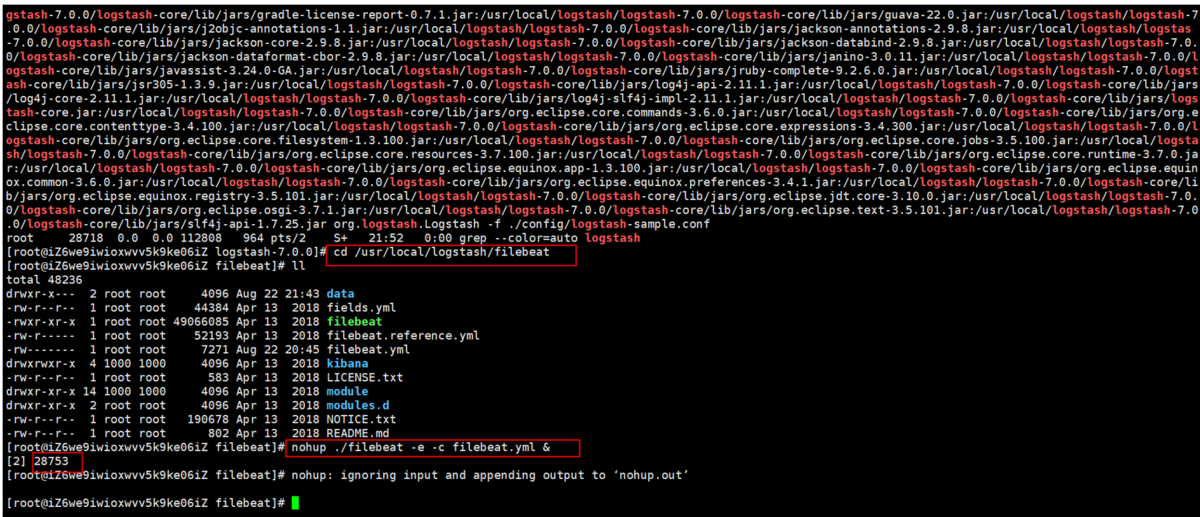 gstash-7.0.0/logstash-core/lib/jars/gradle-license-report-0.7.1.jar:/usr/local/logstash/logstash-7.0.0/logstash-core/lib/jars/guava-22.0.jar:/usr/local/logstash/logstash-7
.0.0/logstash-core/lib/jars/j2objc-annotations-1.1.jar:/usr/local/logstash/logstash-7.0.0/logstash-core/lib/jars/jackson-annotations-2.9.8.jar:/usr/local/logstash/logstash
-7.0.0/logstash-core/lib/jars/jackson-core-2.9.8.jar:/usr/local/logstash/logstash-7.0.0/logstash-core/lib/jars/jackson-databind-2.9.8.jar:/usr/local/logstash/logstash-7.0.
0/logstash-core/lib/jars/jackson-dataformat-cbor-2.9.8.jar:/usr/local/logstash/logstash-7.0.0/logstash-core/lib/jars/janino-3.0.11.jar:/usr/local/logstash/logstash-7.0.0/l
ogstash-core/lib/jars/javassist-3.24.0-GA.jar:/usr/local/logstash/logstash-7.0.0/logstash-core/lib/jars/jruby-complete-9.2.6.0.jar:/usr/local/logstash/logstash-7.0.0/logst
ash-core/lib/jars/jsr305-1.3.9.jar:/usr/local/logstash/logstash-7.0.0/logstash-core/lib/jars/log4j-api-2.11.1.jar:/usr/local/logstash/logstash-7.0.0/logstash-core/lib/jars
/log4j-core-2.11.1.jar:/usr/local/logstash/logstash-7.0.0/logstash-core/lib/jars/log4j-slf4j-impl-2.11.1.jar:/usr/local/logstash/logstash-7.0.0/logstash-core/lib/jars/logs
tash-core.jar:/usr/local/logstash/logstash-7.0.0/logstash-core/lib/jars/org.eclipse.core.commands-3.6.0.jar:/usr/local/logstash/logstash-7.0.0/logstash-core/lib/jars/org.e
clipse.core.contenttype-3.4.100.jar:/usr/local/logstash/logstash-7.0.0/logstash-core/lib/jars/org.eclipse.core.expressions-3.4.300.jar:/usr/local/logstash/logstash-7.0.0/log
stash-core/lib/jars/org.eclipse.core.filesystem-1.3.100.jar:/usr/local/logstash/logstash-7.0.0/logstash-core/lib/jars/org.eclipse.core.jobs-3.5.100.jar:/usr/local/logsta
sh/logstash-7.0.0/logstash-core/lib/jars/org.eclipse.core.resources-3.7.100.jar:/usr/local/logstash/logstash-7.0.0/logstash-core/lib/jars/org.eclipse.core.runtime-3.7.0.ja
r:/usr/local/logstash/logstash-7.0.0/logstash-core/lib/jars/org.eclipse.equinox.app-1.3.100.jar:/usr/local/logstash/logstash-7.0.0/logstash-core/lib/jars/org.eclipse.equin
ox.common-3.6.0.jar:/usr/local/logstash/logstash-7.0.0/logstash-core/lib/jars/org.eclipse.equinox.preferences-3.4.1.jar:/usr/local/logstash/logstash-7.0.0/logstash-core/li
b/jars/org.eclipse.equinox.registry-3.5.101.jar:/usr/local/logstash/logstash-7.0.0/logstash-core/lib/jars/org.eclipse.jdt.core-3.10.0.jar:/usr/local/logstash/logstash-7.0.
0/logstash-core/lib/jars/org.eclipse.osgi-3.7.1.jar:/usr/local/logstash/logstash-7.0.0/logstash-core/lib/jars/org.eclipse.text-3.5.101.jar:/usr/local/logstash/logstash-7.0
.0/logstash-core/lib/jars/slf4j-api-1.7.25.jar org.logstash.Logstash -f ./config/logstash-sample.conf
root     28718  0.0  0.0 112808   964 pts/2    S+   21:52   0:00 grep --color=auto logstash
[root@iZ6we9iwioxwvv5k9ke06iZ logstash-7.0.0]# cd /usr/local/logstash/filebeat
[root@iZ6we9iwioxwvv5k9ke06iZ filebeat]# ll
total 48236
drwxr-x---  2 root root     4096 Aug 22 21:43 data
-rw-r--r--  1 root root    44384 Apr 13  2018 fields.yml
-rwxr-xr-x  1 root root 49066085 Apr 13  2018 filebeat
-rw-r--r--  1 root root    52193 Apr 13  2018 filebeat.reference.yml
-rw-------  1 root root     7271 Aug 22 20:45 filebeat.yml
drwxrwxr-x  4 1000 1000     4096 Apr 13  2018 kibana
-rw-r--r--  1 root root      583 Apr 13  2018 LICENSE.txt
drwxr-xr-x 14 1000 1000     4096 Apr 13  2018 module
drwxr-xr-x  2 root root     4096 Apr 13  2018 modules.d
-rw-r--r--  1 root root   190678 Apr 13  2018 NOTICE.txt
-rw-r--r--  1 root root      802 Apr 13  2018 README.md
[root@iZ6we9iwioxwvv5k9ke06iZ filebeat]# nohup ./filebeat -e -c filebeat.yml &
[2] 28753
[root@iZ6we9iwioxwvv5k9ke06iZ filebeat]# nohup: ignoring input and appending output to ‘nohup.out’
[root@iZ6we9iwioxwvv5k9ke06iZ filebeat]#